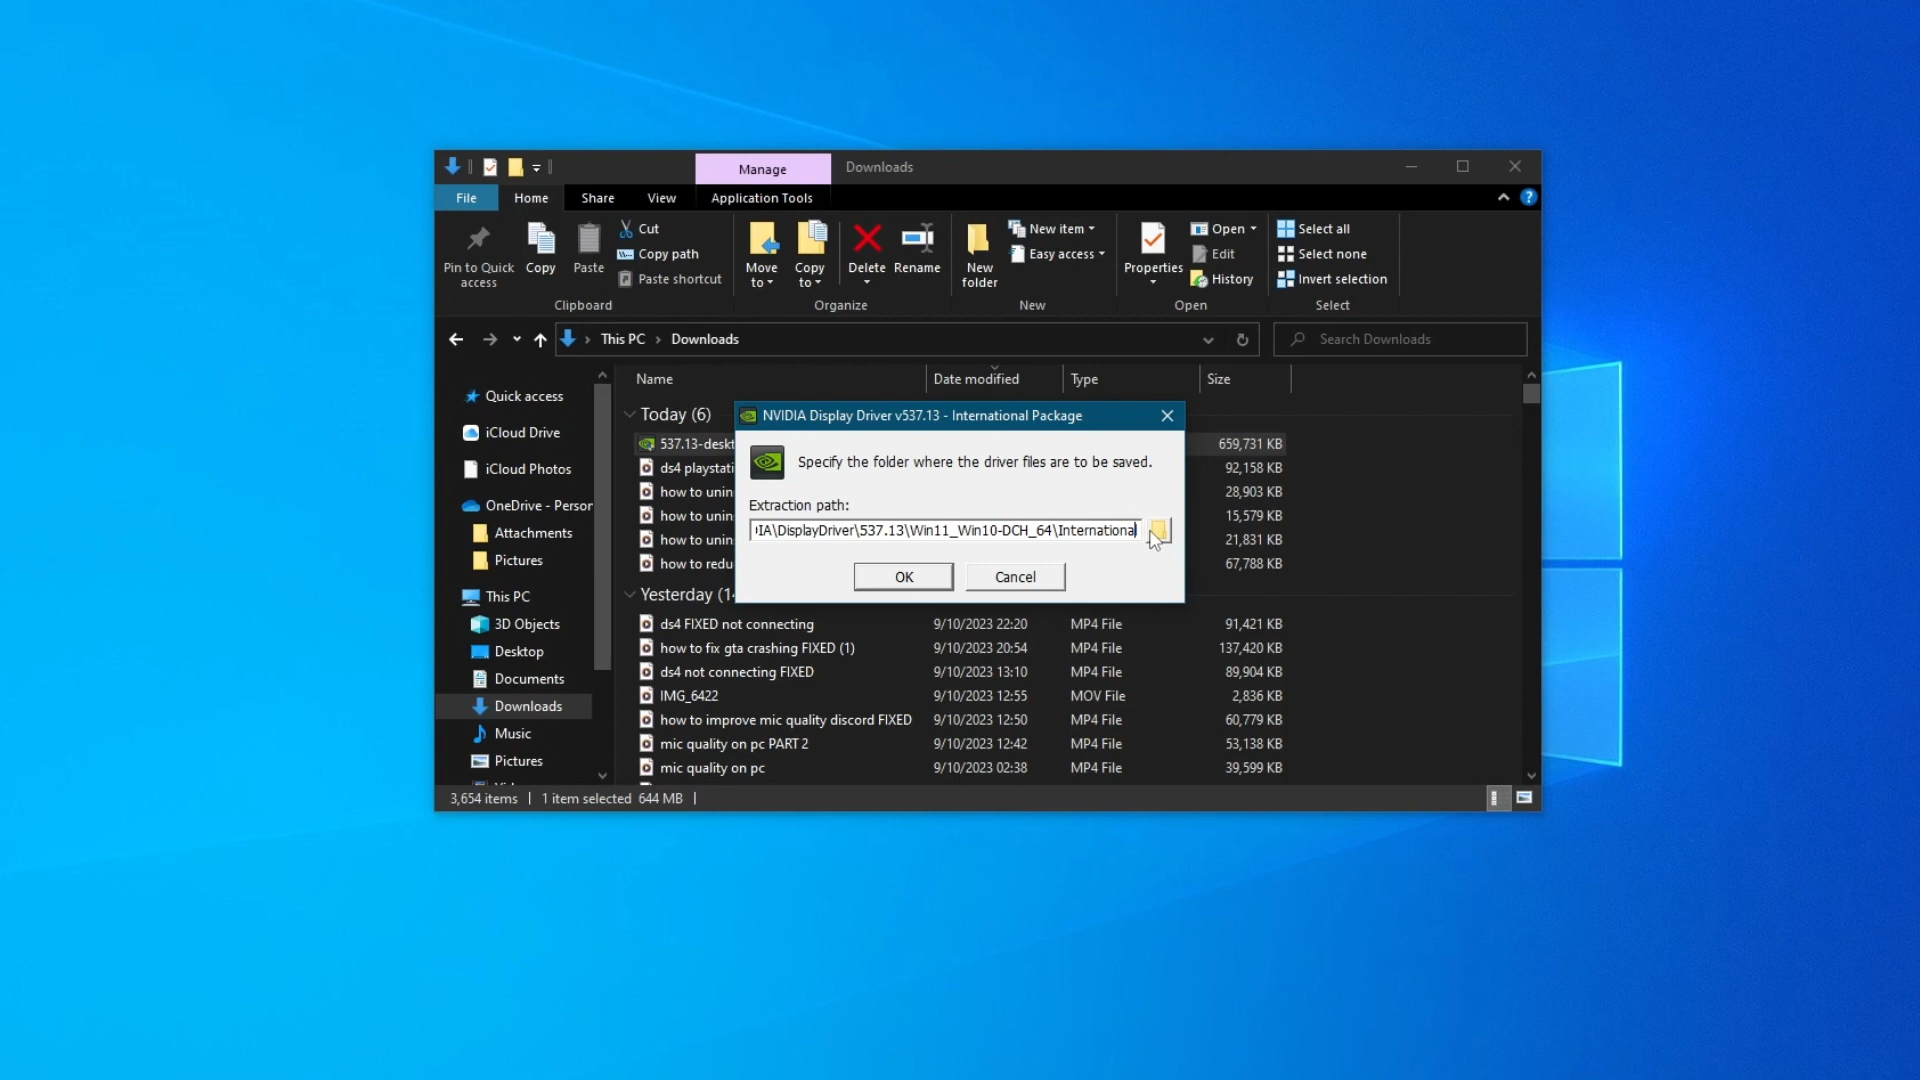 Manage
Downloads
File
Home
Share
View
Application Tools
Pin to Quick access
Copy
Paste
Cut
Copy path
Paste shortcut
Clipboard
Move to
Copy to
Delete
Rename
Organize
New folder
New item
Easy access
New
Properties
Open
Edit
History
Open
Select all
Select none
Invert selection
Select
This PC
Downloads
Search Downloads
Name
Date modified
Type
Size
Quick access
iCloud Drive
iCloud Photos
OneDrive - Person
Attachments
Pictures
This PC
3D Objects
Desktop
Documents
Downloads
Music
Pictures
Today (6)
537.13-deskt
659,731 KB
ds4 playstati
92,158 KB
how to unin
28,903 KB
how to unin
15,579 KB
how to unin
21,831 KB
how to redu
67,788 KB
NVIDIA Display Driver v537.13 - International Package
Specify the folder where the driver files are to be saved.
Extraction path:
IA\DisplayDriver\537.13\Win11_Win10-DCH_64\International
OK
Cancel
Yesterday (14
ds4 FIXED not connecting 9/10/2023 22:20 MP4 File 91,421 KB
how to fix gta crashing FIXED (1) 9/10/2023 20:54 MP4 File 137,420 KB
ds4 not connecting FIXED 9/10/2023 13:10 MP4 File 89,904 KB
IMG_6422 9/10/2023 12:55 MOV File 2,836 KB
how to improve mic quality discord FIXED 9/10/2023 12:50 MP4 File 60,779 KB
mic quality on pc PART 2 9/10/2023 12:42 MP4 File 53,138 KB
mic quality on pc 9/10/2023 02:38 MP4 File 39,599 KB
3,654 items
1 item selected 644 MB